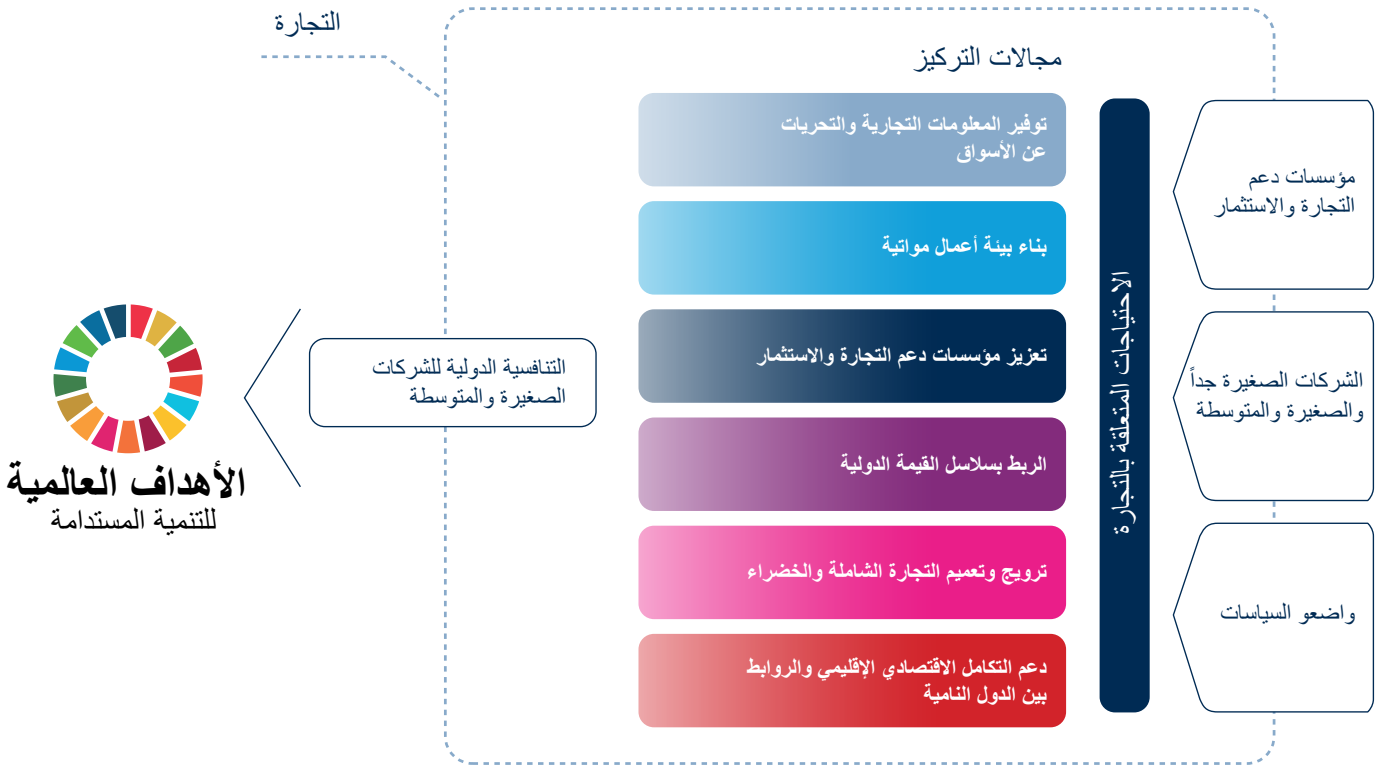 التجارة
مجالات التركيز
مؤسسات دعم
التجارة والاستثمار
الشركات الصغيرة جداً
والصغيرة والمتوسطة
واضعو السياسات
الاحتياجات المتعلقة بالتجارة
توفير المعلومات التجارية والتحريات
عن الأسواق
بناء بيئة أعمال مواتية
تعزيز مؤسسات دعم التجارة والاستثمار
الربط بسلاسل القيمة الدولية
ترويج وتعميم التجارة الشاملة والخضراء
دعم التكامل الاقتصادي الإقليمي والروابط
بين الدول النامية
التنافسية الدولية للشركات
الصغيرة والمتوسطة
الأهداف العالمية
للتنمية المستدامة